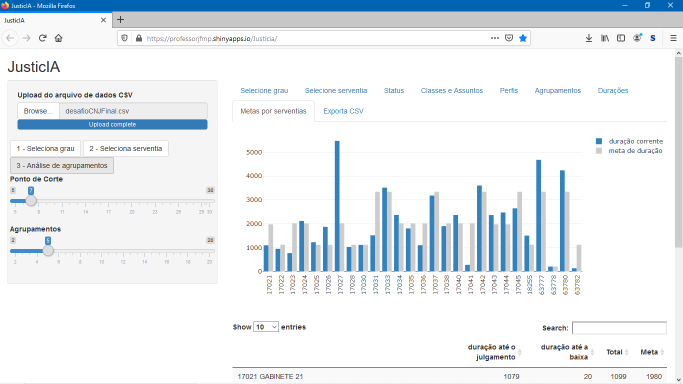 JusticIA - Mozilla Firefox
JusticIA
https://professorjfmp.shinyapps.io/Justicia/
JusticIA
Upload do arquivo de dados CSV
Browse... desafioCNJFinal.csv
Upload complete
1 - Seleciona grau 2 - Seleciona serventia
3 - Análise de agrupamentos
Ponto de Corte
5 7 30
5 8 11 14 17 20 23 26 29 30
Agrupamentos
2 5 20
2 4 6 8 10 12 14 16 18 20
Selecione grau Selecione serventia Status Classes e Assuntos Perfis Agrupamentos Durações
Metas por serventias Exporta CSV
duração corrente
meta de duração
5000
4000
3000
2000
1000
0
17021 17022 17023 17024 17025 17026 17027 17028 17030 17031 17033 17034 17035 17036 17037 17038 17040 17041 17042 17043 17044 17045 18255 63777 63778 63780 63782
Show 10 entries Search:
duração até o julgamento duração até a baixa Total Meta
17021 GABINETE 21 1079 20 1099 1980